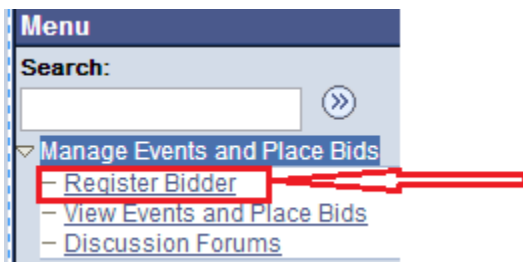 Menu
Search:
Manage Events and Place Bids
– Register Bidder
– View Events and Place Bids
– Discussion Forums